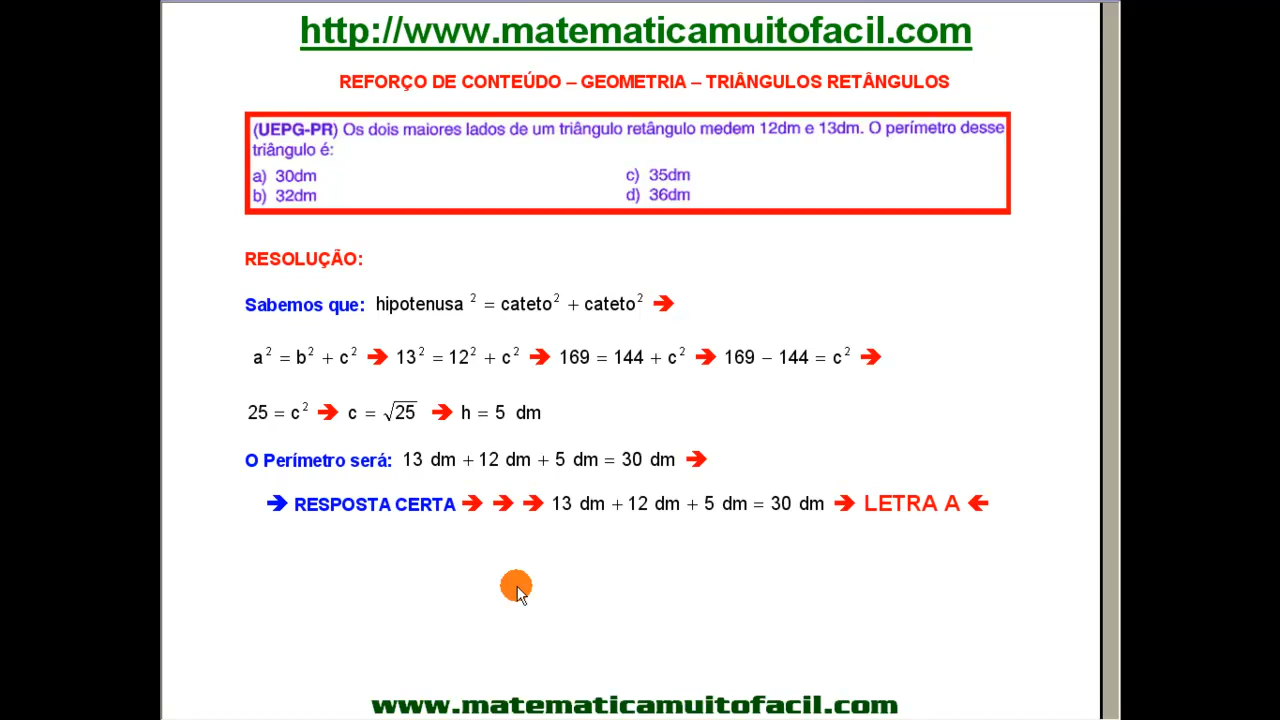 http://www.matematicamuitofacil.com
REFORÇO DE CONTEÚDO – GEOMETRIA – TRIÂNGULOS RETÂNGULOS
(UEPG-PR) Os dois maiores lados de um triângulo retângulo medem 12dm e 13dm. O perímetro desse
triângulo é:
a) 30dm c) 35dm
b) 32dm d) 36dm
RESOLUÇÃO:
Sabemos que: hipotenusa ² = cateto² + cateto² ➔
a² = b² + c² ➔ 13² = 12² + c² ➔ 169 = 144 + c² ➔ 169 − 144 = c² ➔
25 = c² ➔ c = √25 ➔ h = 5 dm
O Perímetro será: 13 dm + 12 dm + 5 dm = 30 dm ➔
➔ RESPOSTA CERTA ➔ ➔ ➔ 13 dm + 12 dm + 5 dm = 30 dm ➔ LETRA A 🡸
www.matematicamuitofacil.com